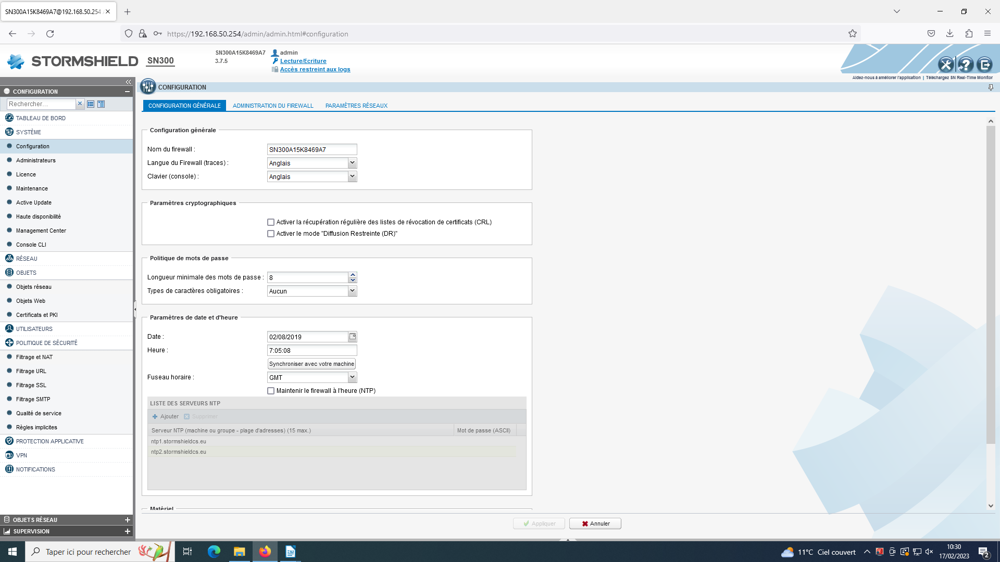 SN300A15K8469A7@192.168.50.254
https://192.168.50.254/admin/admin.html#configuration
STORMSHIELD SN300
SN300A15K8469A7
3.7.5
admin
Lecture/Ecriture
Accès restreint aux logs
Aidez-nous à améliorer l'application | Téléchargez SN Real-Time Monitor
CONFIGURATION
Rechercher...
TABLEAU DE BORD
SYSTÈME
Configuration
Administrateurs
Licence
Maintenance
Active Update
Haute disponibilité
Management Center
Console CLI
RÉSEAU
OBJETS
Objets réseau
Objets Web
Certificats et PKI
UTILISATEURS
POLITIQUE DE SÉCURITÉ
Filtrage et NAT
Filtrage URL
Filtrage SSL
Filtrage SMTP
Qualité de service
Règles implicites
PROTECTION APPLICATIVE
VPN
NOTIFICATIONS
OBJETS RÉSEAU
SUPERVISION
CONFIGURATION
CONFIGURATION GÉNÉRALE ADMINISTRATION DU FIREWALL PARAMÈTRES RÉSEAUX
Configuration générale
Nom du firewall : SN300A15K8469A7
Langue du Firewall (traces) : Anglais
Clavier (console) : Anglais
Paramètres cryptographiques
Activer la récupération régulière des listes de révocation de certificats (CRL)
Activer le mode "Diffusion Restreinte (DR)"
Politique de mots de passe
Longueur minimale des mots de passe : 8
Types de caractères obligatoires : Aucun
Paramètres de date et d'heure
Date : 02/08/2019
Heure : 7:05:08
Synchroniser avec votre machine
Fuseau horaire : GMT
Maintenir le firewall à l'heure (NTP)
LISTE DES SERVEURS NTP
Ajouter Supprimer
Serveur NTP (machine ou groupe - plage d'adresses) (15 max.) Mot de passe (ASCII)
ntp1.stormshieldcs.eu
ntp2.stormshieldcs.eu
Matériel
Appliquer Annuler
Taper ici pour rechercher
11°C Ciel couvert
10:30
17/02/2023
2